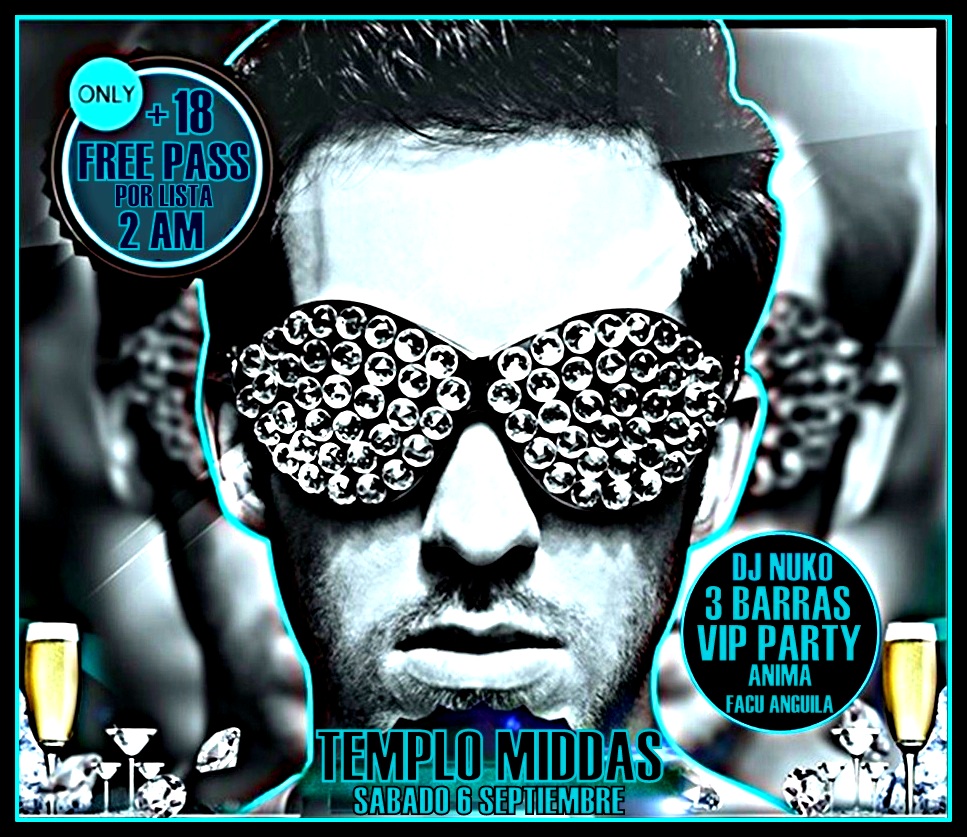 ONLY
+18
FREE PASS
POR LISTA
2 AM
DJ NUKO
3 BARRAS
VIP PARTY
ANIMA
FACU ANGUILA
TEMPLO MIDDAS
SABADO 6 SEPTIEMBRE